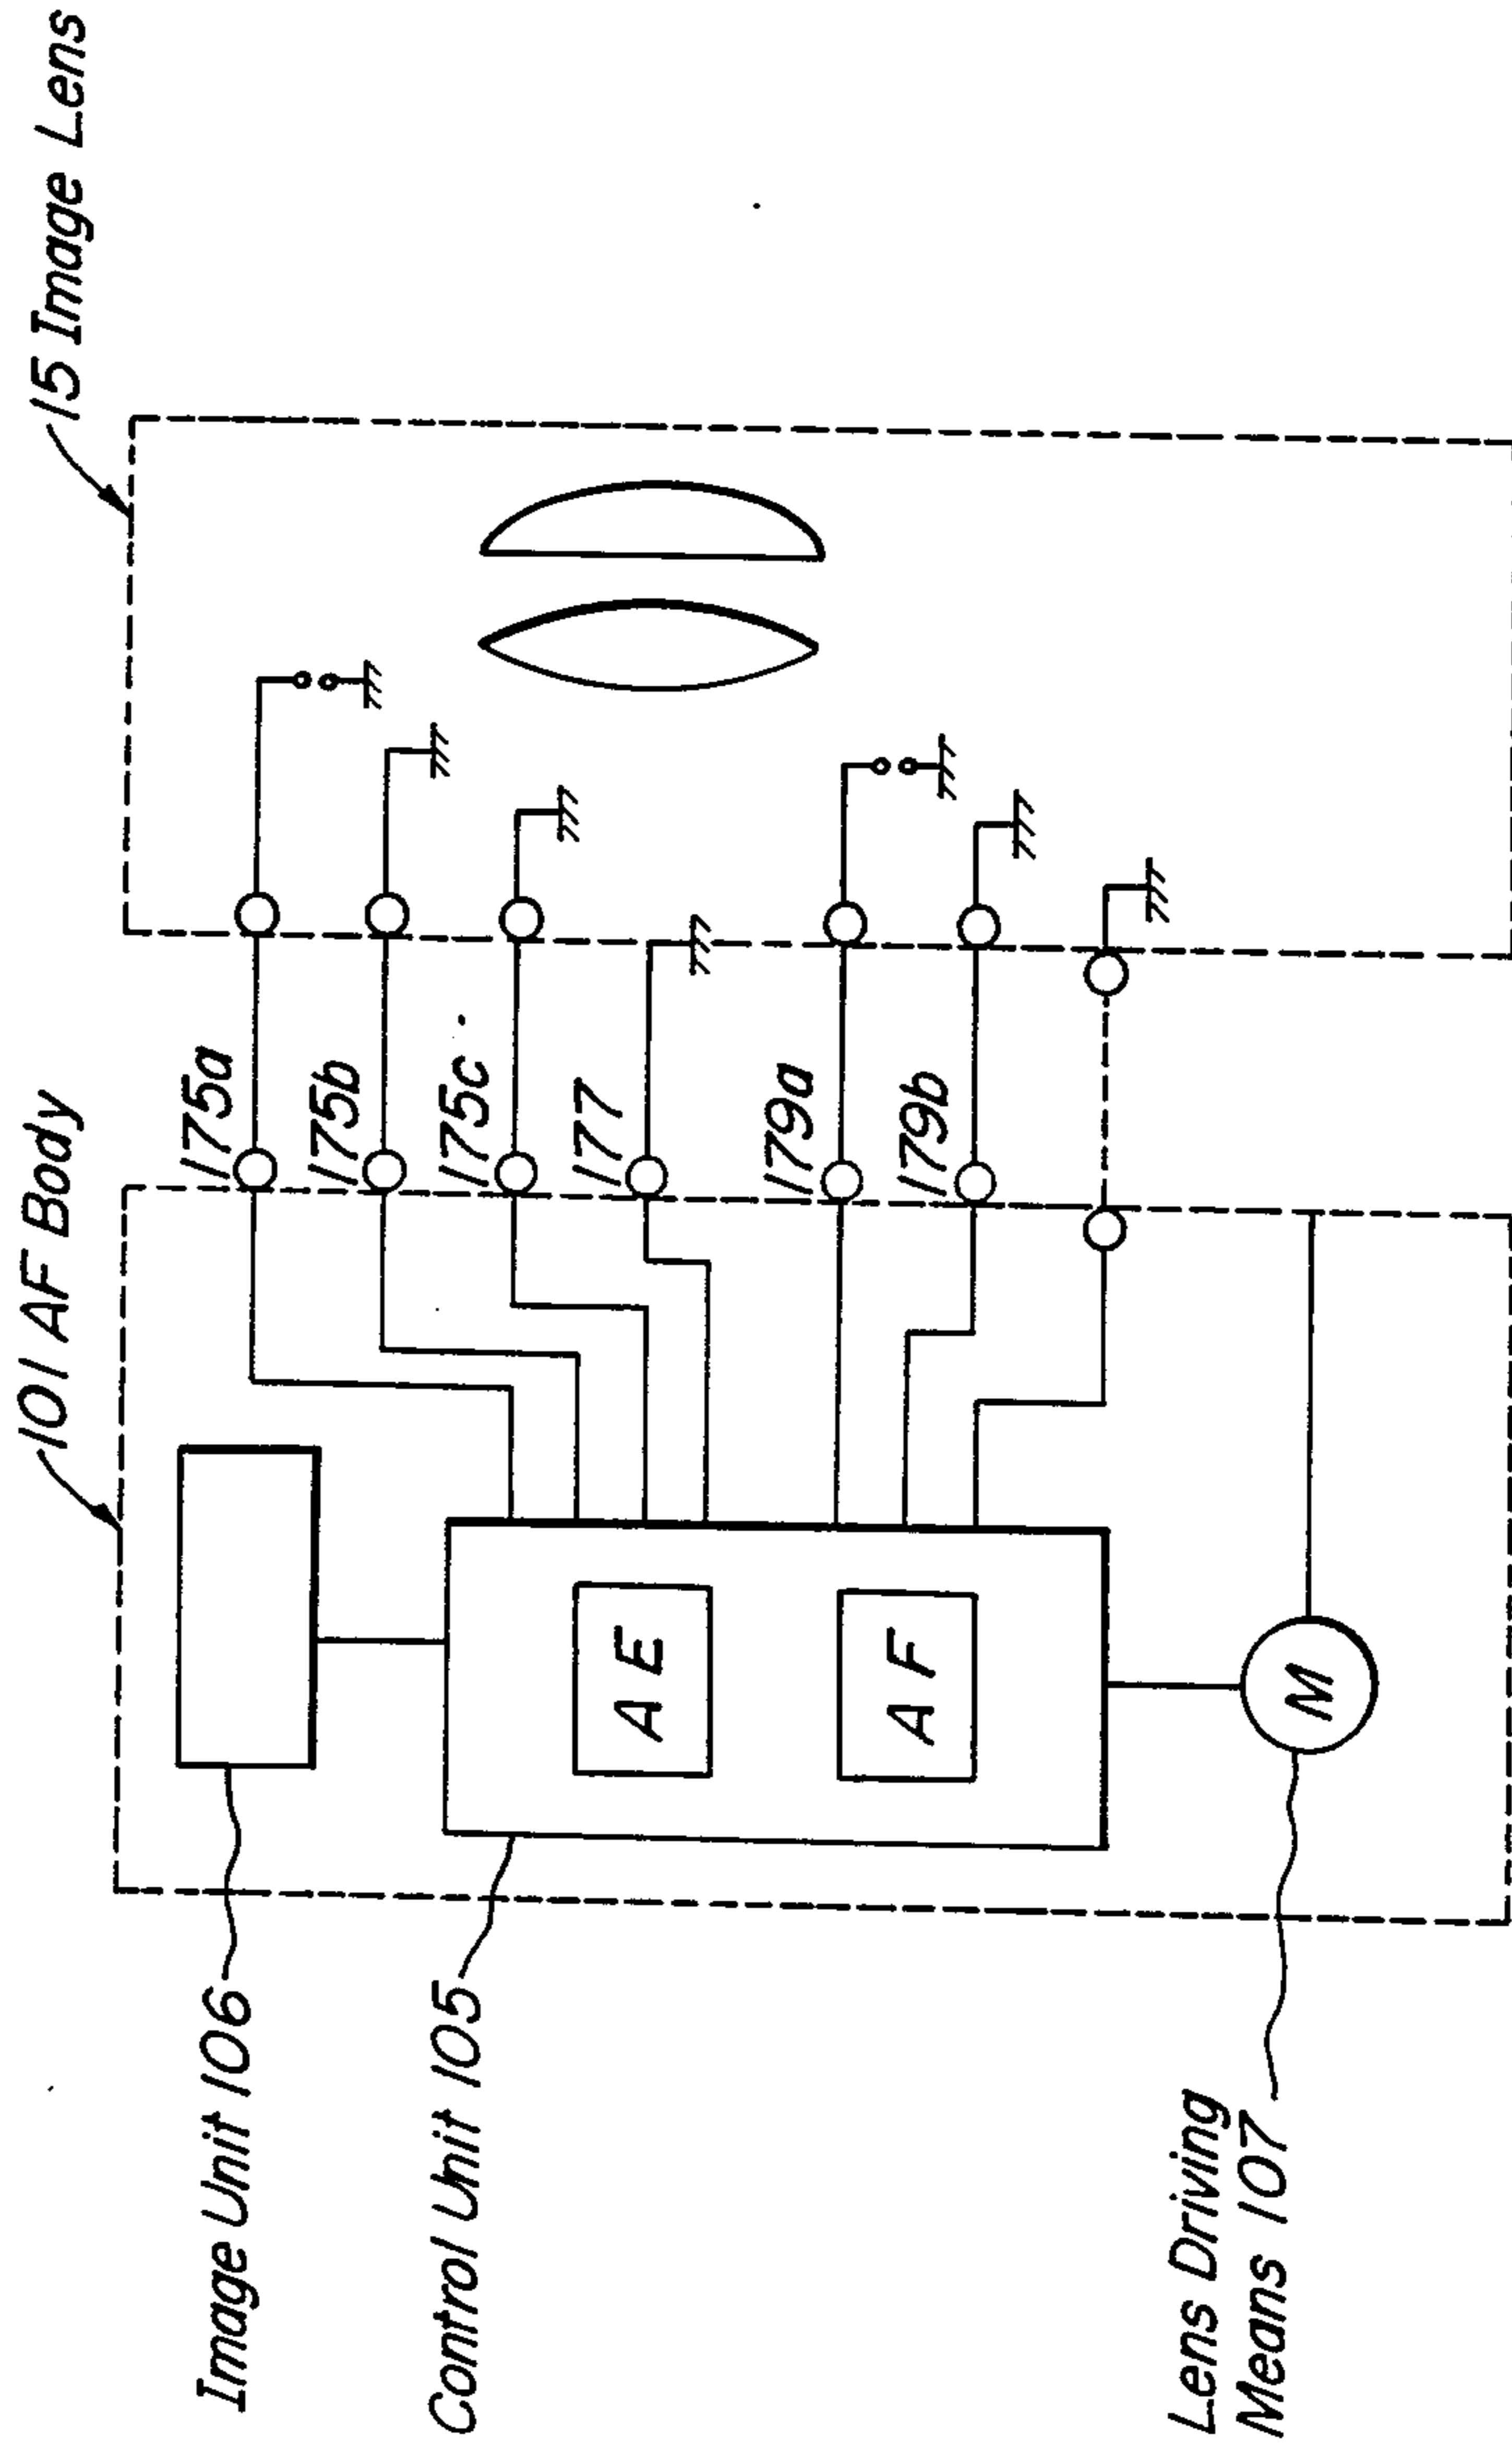 15 Image Lens
101 AF Body
175a
175b
175c
177
179a
179b
AE
AF
M
Image Unit 106
Control Unit 105
Lens Driving
Means 107